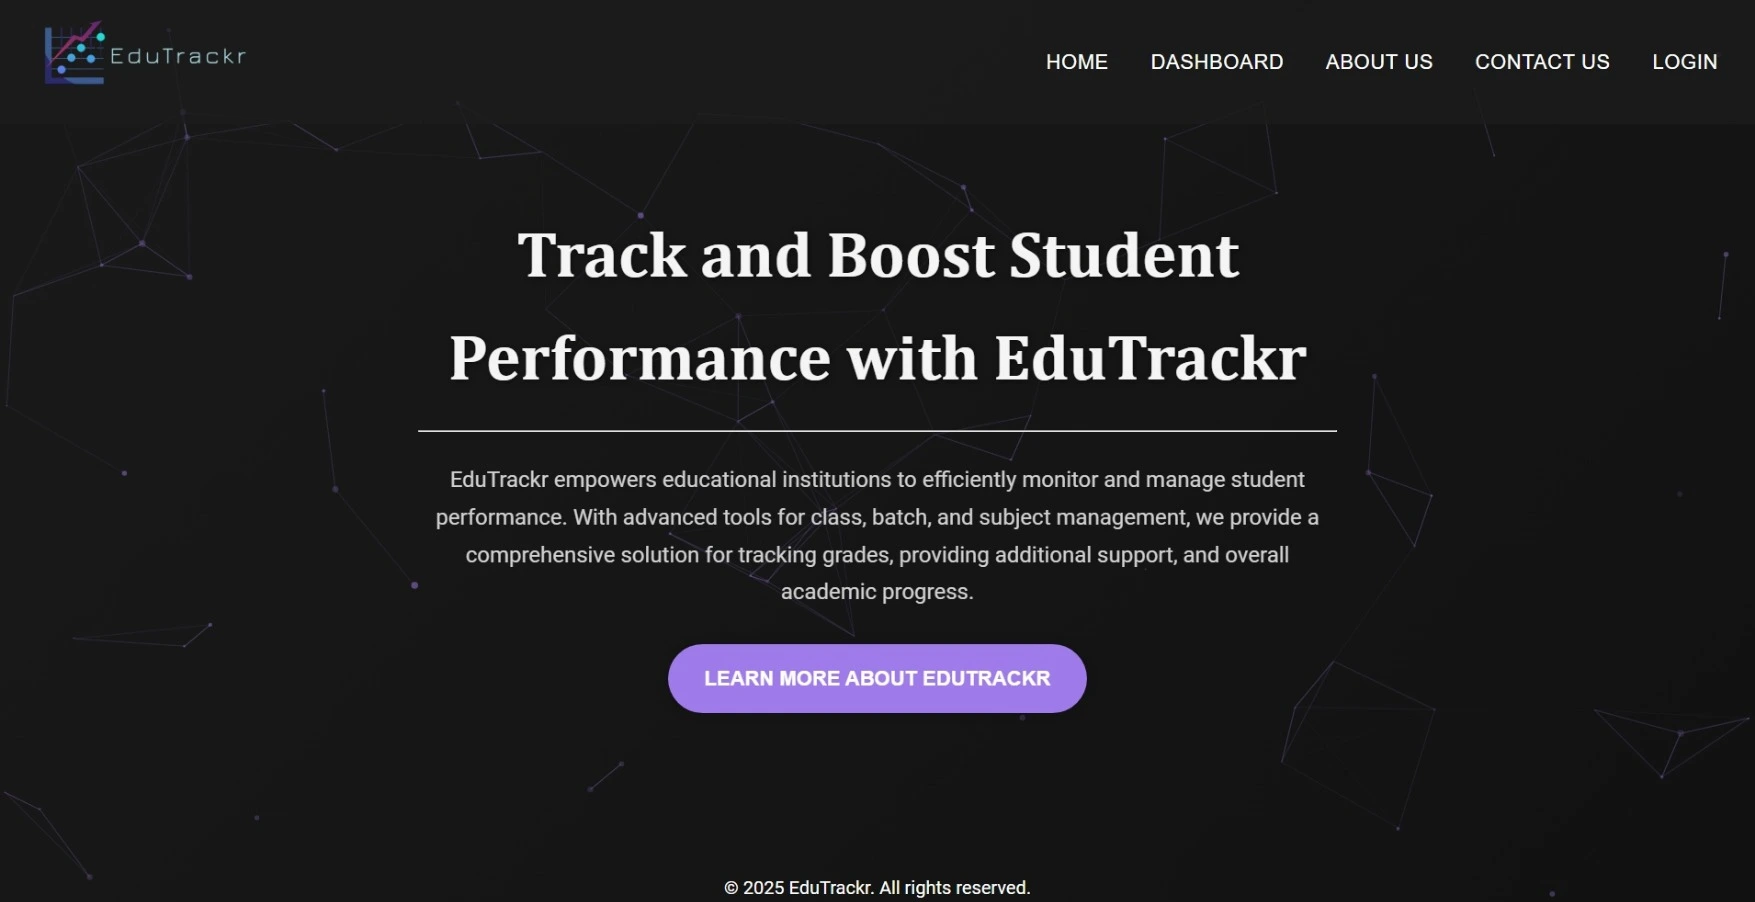 EduTrackr
HOME DASHBOARD ABOUT US CONTACT US LOGIN
Track and Boost Student
Performance with EduTrackr
EduTrackr empowers educational institutions to efficiently monitor and manage student
performance. With advanced tools for class, batch, and subject management, we provide a
comprehensive solution for tracking grades, providing additional support, and overall
academic progress.
LEARN MORE ABOUT EDUTRACKR
© 2025 EduTrackr. All rights reserved.